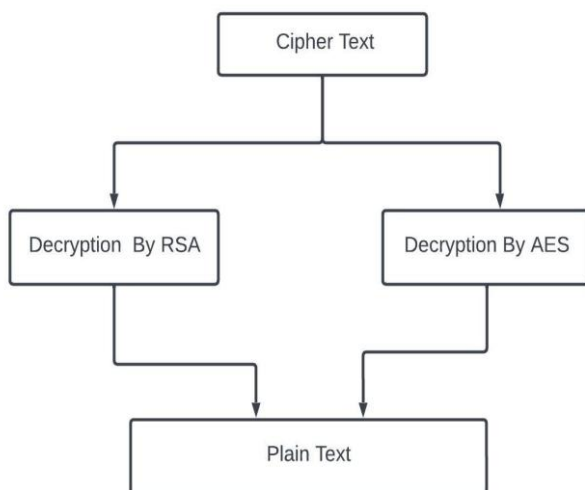 Cipher Text
Decryption By RSA
Decryption By AES
Plain Text